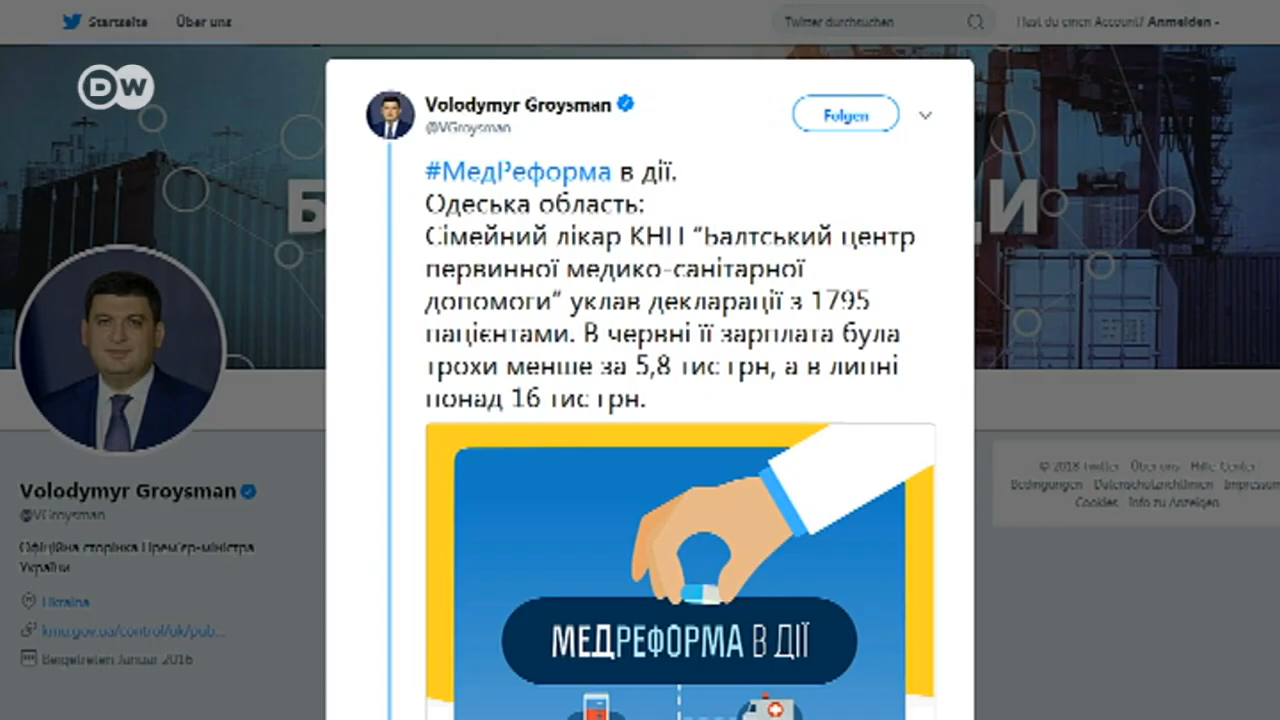 Startseite
Über uns
Twitter durchsuchen
Hast du einen Account? Anmelden
DW
Volodymyr Groysman
@VGroysman
Folgen
#МедРеформа в дії.
Одеська область:
Сімейний лікар КНП "Балтський центр
первинної медико-санітарної
допомоги" уклав декларації з 1795
пацієнтами. В червні її зарплата була
трохи менше за 5,8 тис грн, а в липні
понад 16 тис грн.
МЕДРЕФОРМА В ДІЇ
Volodymyr Groysman
@VGroysman
Офіційна сторінка Прем'єр-міністра
України
Ukraina
kmu.gov.ua/control/uk/pub...
Beigetreten Januar 2016
© 2018 Twitter Über uns Hilfe-Center
Bedingungen Datenschutzrichtlinien Impressum
Cookies Info zu Anzeigen